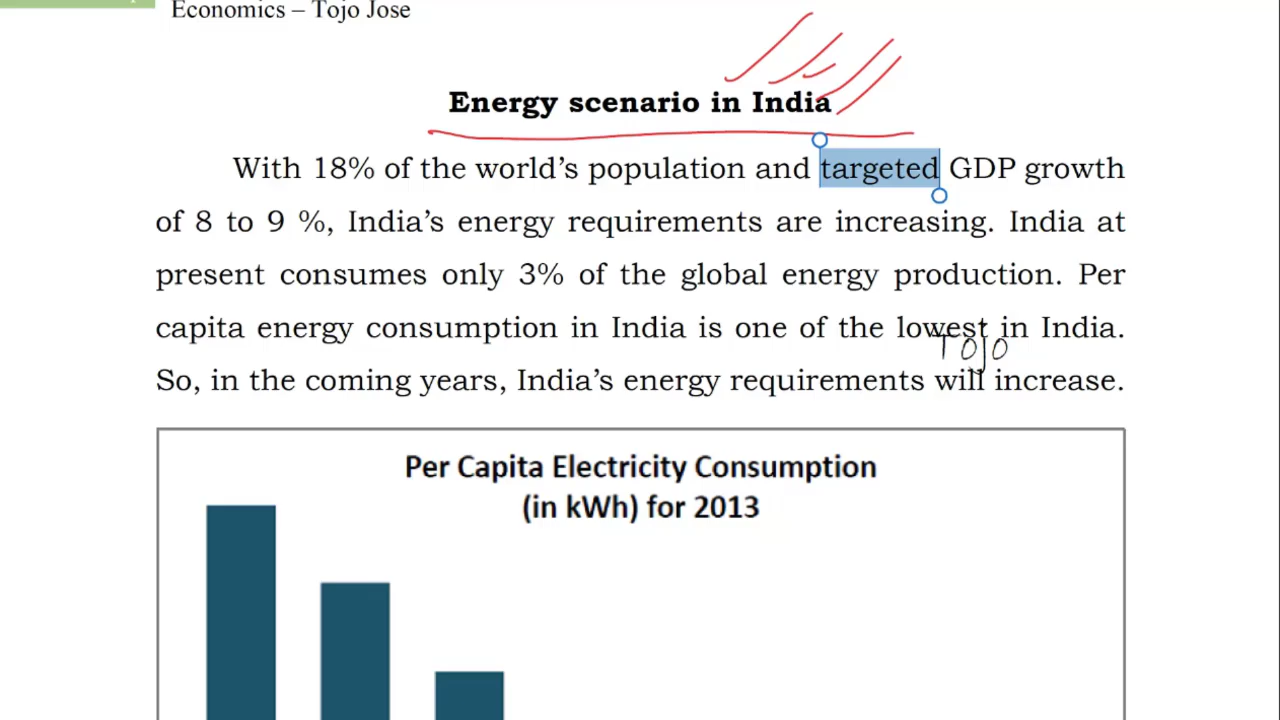 Economics – Tojo Jose
Energy scenario in India
With 18% of the world's population and targeted GDP growth
of 8 to 9 %, India's energy requirements are increasing. India at
present consumes only 3% of the global energy production. Per
capita energy consumption in India is one of the lowest in India.
TOJO
So, in the coming years, India's energy requirements will increase.
Per Capita Electricity Consumption
(in kWh) for 2013